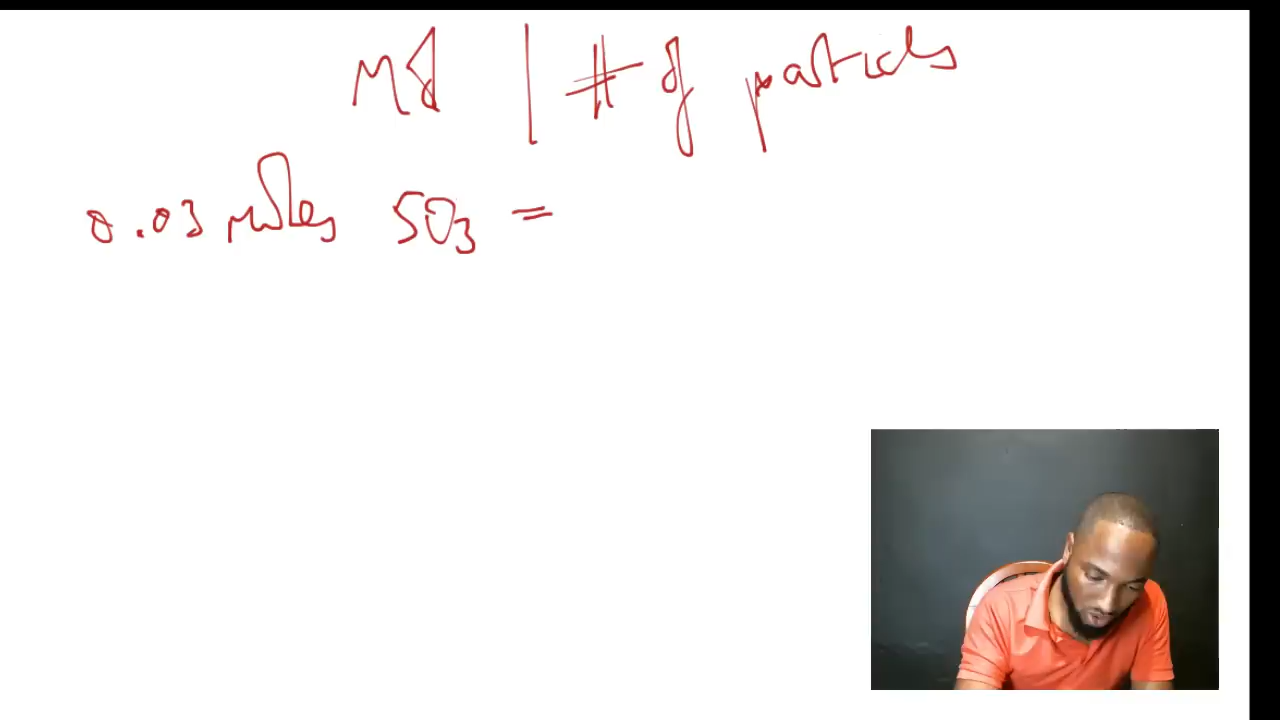 M | # of particles
0.03 moles SO3 =